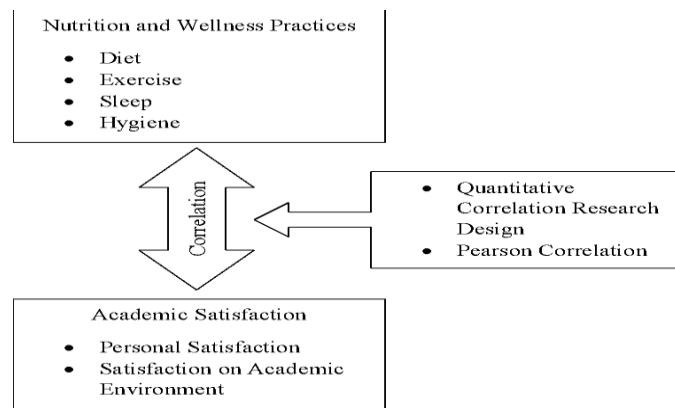 Nutrition and Wellness Practices
• Diet
• Exercise
• Sleep
• Hygiene
Correlation
• Quantitative
Correlation Research
Design
• Pearson Correlation
Academic Satisfaction
• Personal Satisfaction
• Satisfaction on Academic
Environment